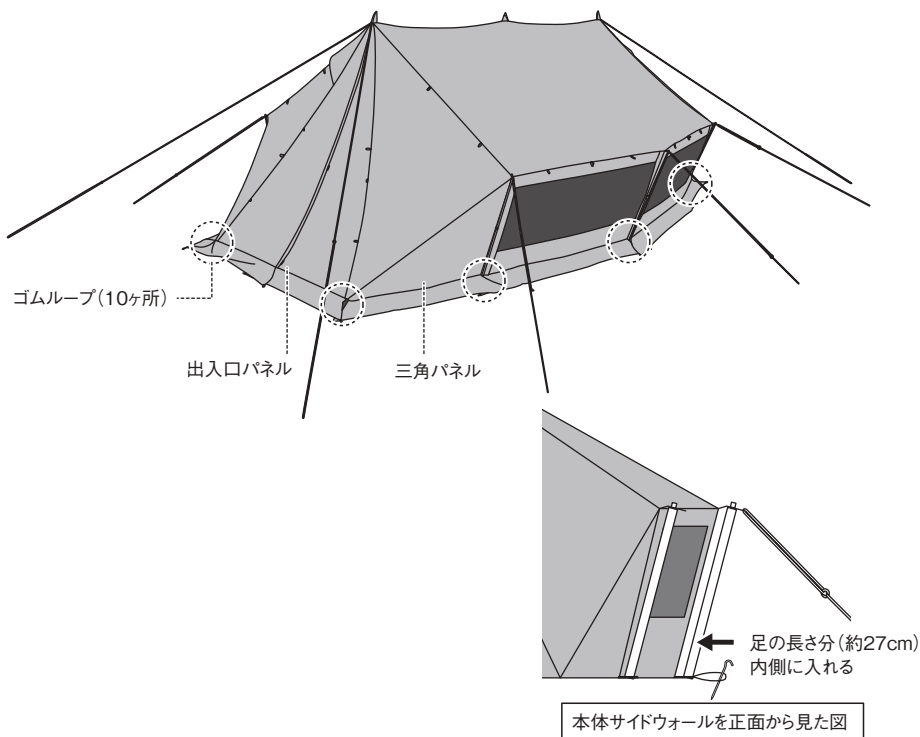 ゴムループ（10ヶ所）
出入口パネル
三角パネル
足の長さ分（約27cm）
内側に入れる
本体サイドウォールを正面から見た図